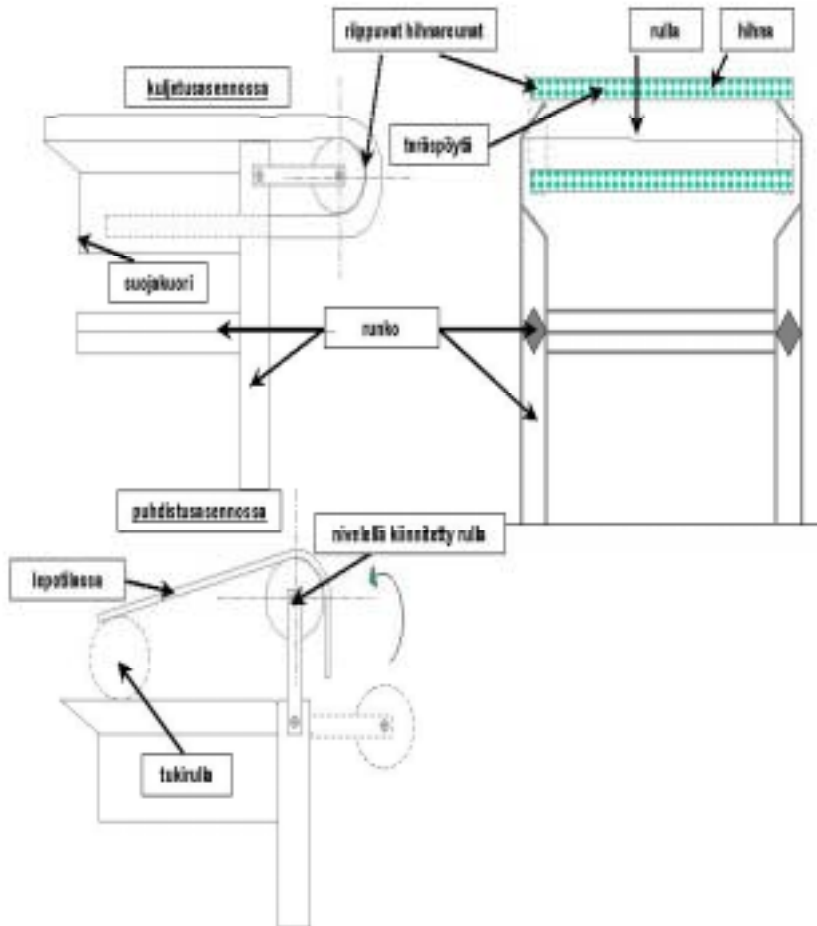 riippuvat hihnareunat
rulla
hihna
kuljetusasennossa
teräspöytä
suojakuori
runko
puhdistusasennossa
nivelellä kiinnitetty rulla
lepotilassa
tukirulla